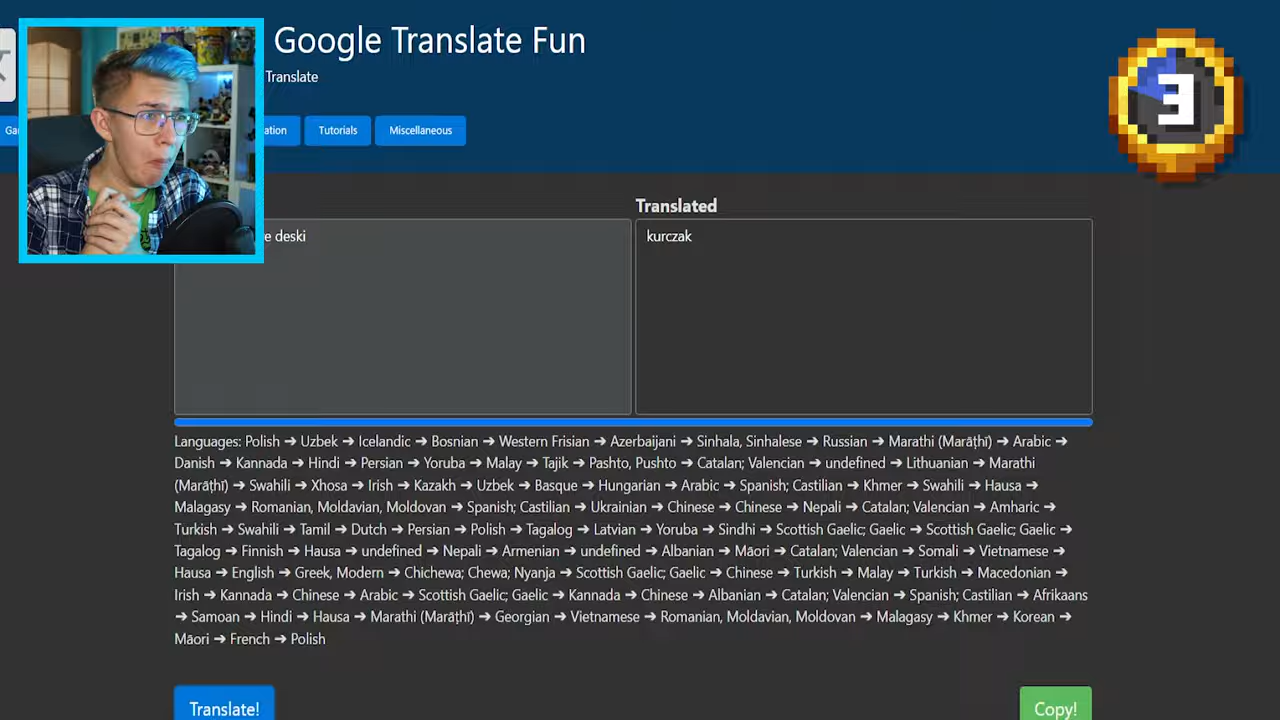 Google Translate Fun
Translate
3
Tutorials
Miscellaneous
Translated
deski
kurczak
Languages: Polish ➔ Uzbek ➔ Icelandic ➔ Bosnian ➔ Western Frisian ➔ Azerbaijani ➔ Sinhala, Sinhalese ➔ Russian ➔ Marathi (Marāṭhī) ➔ Arabic ➔
Danish ➔ Kannada ➔ Hindi ➔ Persian ➔ Yoruba ➔ Malay ➔ Tajik ➔ Pashto, Pushto ➔ Catalan; Valencian ➔ undefined ➔ Lithuanian ➔ Marathi
(Marāṭhī) ➔ Swahili ➔ Xhosa ➔ Irish ➔ Kazakh ➔ Uzbek ➔ Basque ➔ Hungarian ➔ Arabic ➔ Spanish; Castilian ➔ Khmer ➔ Swahili ➔ Hausa ➔
Malagasy ➔ Romanian, Moldavian, Moldovan ➔ Spanish; Castilian ➔ Ukrainian ➔ Chinese ➔ Chinese ➔ Nepali ➔ Catalan; Valencian ➔ Amharic ➔
Turkish ➔ Swahili ➔ Tamil ➔ Dutch ➔ Persian ➔ Polish ➔ Tagalog ➔ Latvian ➔ Yoruba ➔ Sindhi ➔ Scottish Gaelic; Gaelic ➔ Scottish Gaelic; Gaelic ➔
Tagalog ➔ Finnish ➔ Hausa ➔ undefined ➔ Nepali ➔ Armenian ➔ undefined ➔ Albanian ➔ Māori ➔ Catalan; Valencian ➔ Somali ➔ Vietnamese ➔
Hausa ➔ English ➔ Greek, Modern ➔ Chichewa; Chewa; Nyanja ➔ Scottish Gaelic; Gaelic ➔ Chinese ➔ Turkish ➔ Malay ➔ Turkish ➔ Macedonian ➔
Irish ➔ Kannada ➔ Chinese ➔ Arabic ➔ Scottish Gaelic; Gaelic ➔ Kannada ➔ Chinese ➔ Albanian ➔ Catalan; Valencian ➔ Spanish; Castilian ➔ Afrikaans
➔ Samoan ➔ Hindi ➔ Hausa ➔ Marathi (Marāṭhī) ➔ Georgian ➔ Vietnamese ➔ Romanian, Moldavian, Moldovan ➔ Malagasy ➔ Khmer ➔ Korean ➔
Māori ➔ French ➔ Polish
Translate!
Copy!